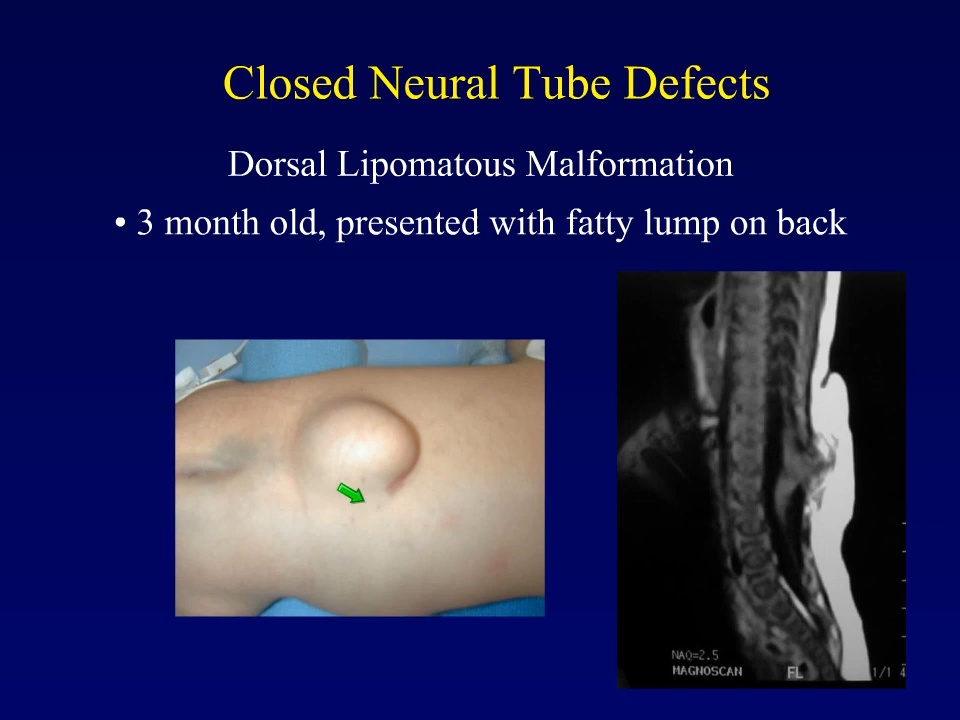 Closed Neural Tube Defects
Dorsal Lipomatous Malformation
• 3 month old, presented with fatty lump on back
NAQ=2.5
MAGNOSCAN
FL
1/1 4